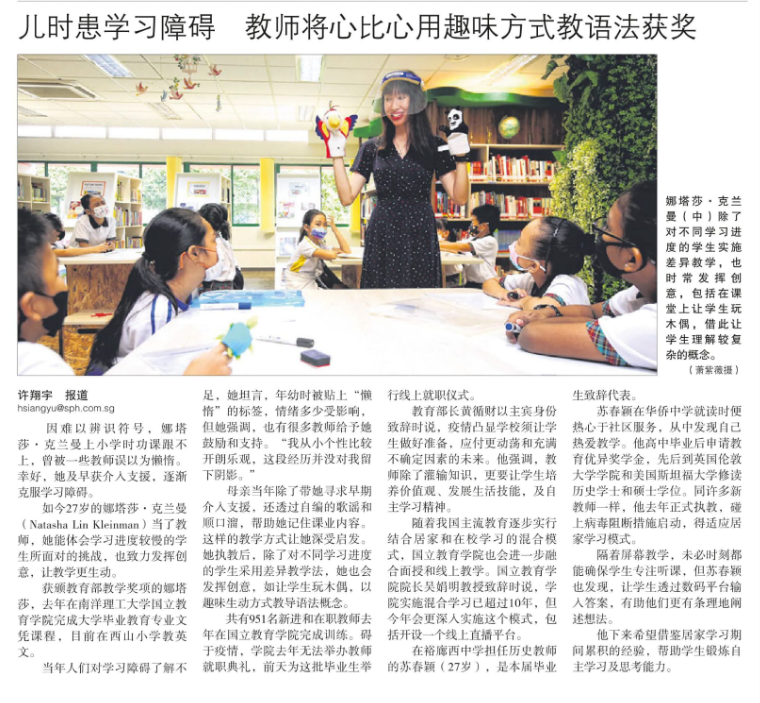 儿时患学习障碍　教师将心比心用趣味方式教语法获奖
娜塔莎·克兰
曼（中）除了
对不同学习进
度的学生实施
差异教学，也
时常发挥创
意，包括在课
堂上让学生玩
木偶，借此让
学生理解较复
杂的概念。
（萧紫薇摄）
许翔宇　报道
hsiangyu@sph.com.sg
因难以辨识符号，娜塔
莎·克兰曼上小学时功课跟不
上，曾被一些教师误以为懒惰。
幸好，她及早获介入支援，逐渐
克服学习障碍。
如今27岁的娜塔莎·克兰曼
（Natasha Lin Kleinman）当了教
师，她能体会学习进度较慢的学
生所面对的挑战，也致力发挥创
意，让教学更生动。
获颁教育部教学奖项的娜塔
莎，去年在南洋理工大学国立教
育学院完成大学毕业教育专业文
凭课程，目前在西山小学教英
文。
当年人们对学习障碍了解不
足，她坦言，年幼时被贴上“懒
惰”的标签，情绪多少受影响，
但她强调，也有很多教师给予她
鼓励和支持。“我从小个性比较
开朗乐观，这段经历并没对我留
下阴影。”
母亲当年除了带她寻求早期
介入支援，还透过自编的歌谣和
顺口溜，帮助她记住课业内容。
这样的教学方式让她深受启发。
她执教后，除了对不同学习进度
的学生采用差异教学法，她也会
发挥创意，如让学生玩木偶，以
趣味生动方式教导语法概念。
共有951名新进和在职教师去
年在国立教育学院完成训练。碍
于疫情，学院去年无法举办教师
就职典礼，前天为这批毕业生举
行线上就职仪式。
教育部长黄循财以主宾身份
致辞时说，疫情凸显学校须让学
生做好准备，应付更动荡和充满
不确定因素的未来。他强调，教
师除了灌输知识，更要让学生培
养价值观、发展生活技能，及自
主学习精神。
随着我国主流教育逐步实行
结合居家和在校学习的混合模
式，国立教育学院也会进一步融
合面授和线上教学。国立教育学
院院长吴娟明教授致辞时说，学
院实施混合学习已超过10年，但
今年会更深入实施这个模式，包
括开设一个线上直播平台。
在裕廊西中学担任历史教师
的苏春颖（27岁），是本届毕业
生致辞代表。
苏春颖在华侨中学就读时便
热心于社区服务，从中发现自己
热爱教学。他高中毕业后申请教
育优异奖学金，先后到英国伦敦
大学学院和美国斯坦福大学修读
历史学士和硕士学位。同许多新
教师一样，他去年正式执教，碰
上病毒阻断措施启动，得适应居
家学习模式。
隔着屏幕教学，未必时刻都
能确保学生专注听课，但苏春颖
也发现，让学生透过数码平台输
入答案，有助他们更有条理地阐
述想法。
他下来希望借鉴居家学习期
间累积的经验，帮助学生锻炼自
主学习及思考能力。